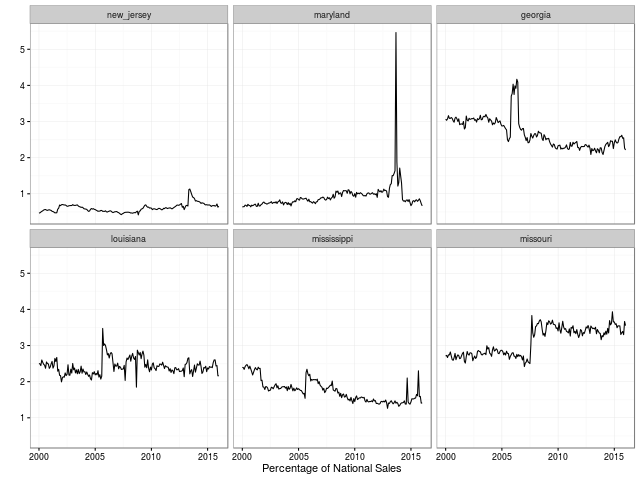 new_jersey maryland georgia
5
4
3
2
1
louisiana mississippi missouri
5
4
3
2
1
2000 2005 2010 2015 2000 2005 2010 2015 2000 2005 2010 2015
Percentage of National Sales